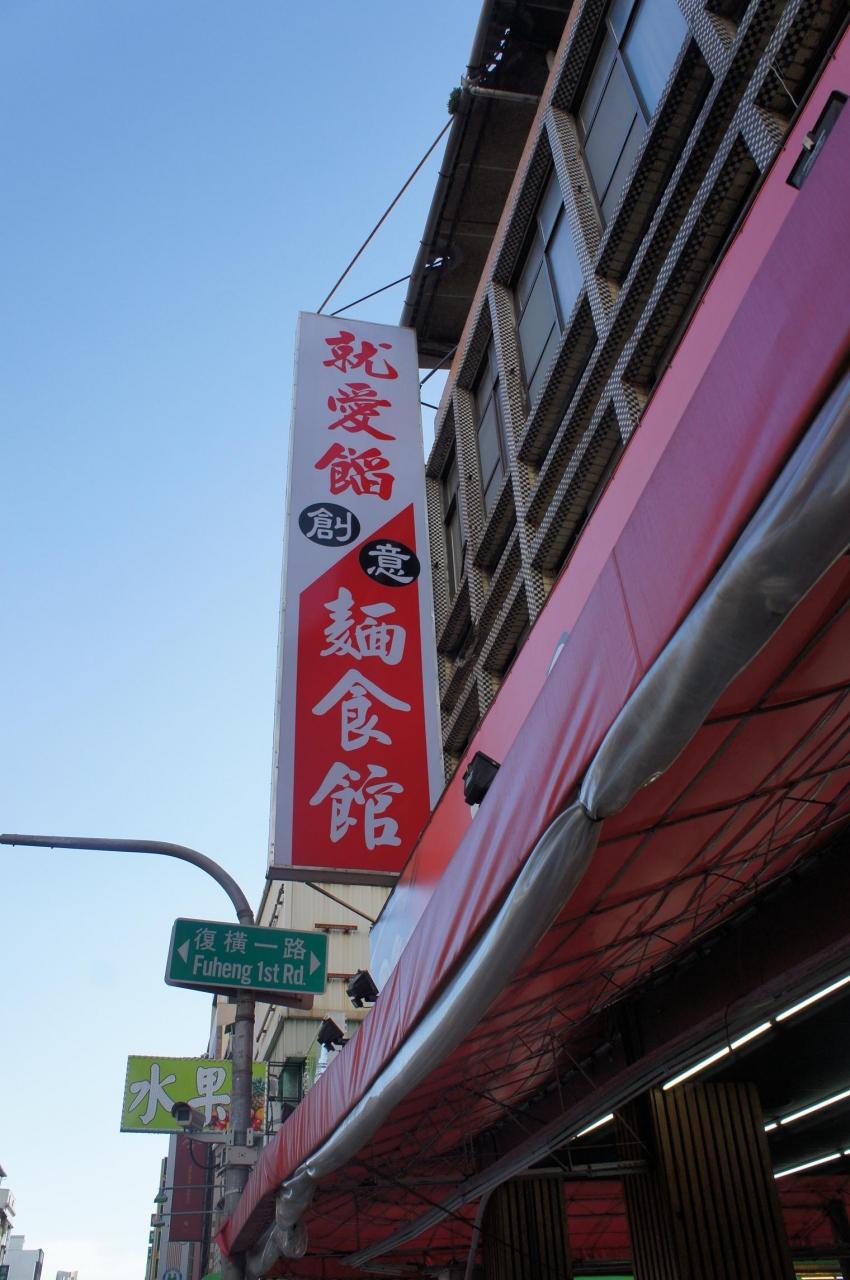 就愛餡
創意
麵食館
復橫一路
Fuheng 1st Rd.
水果